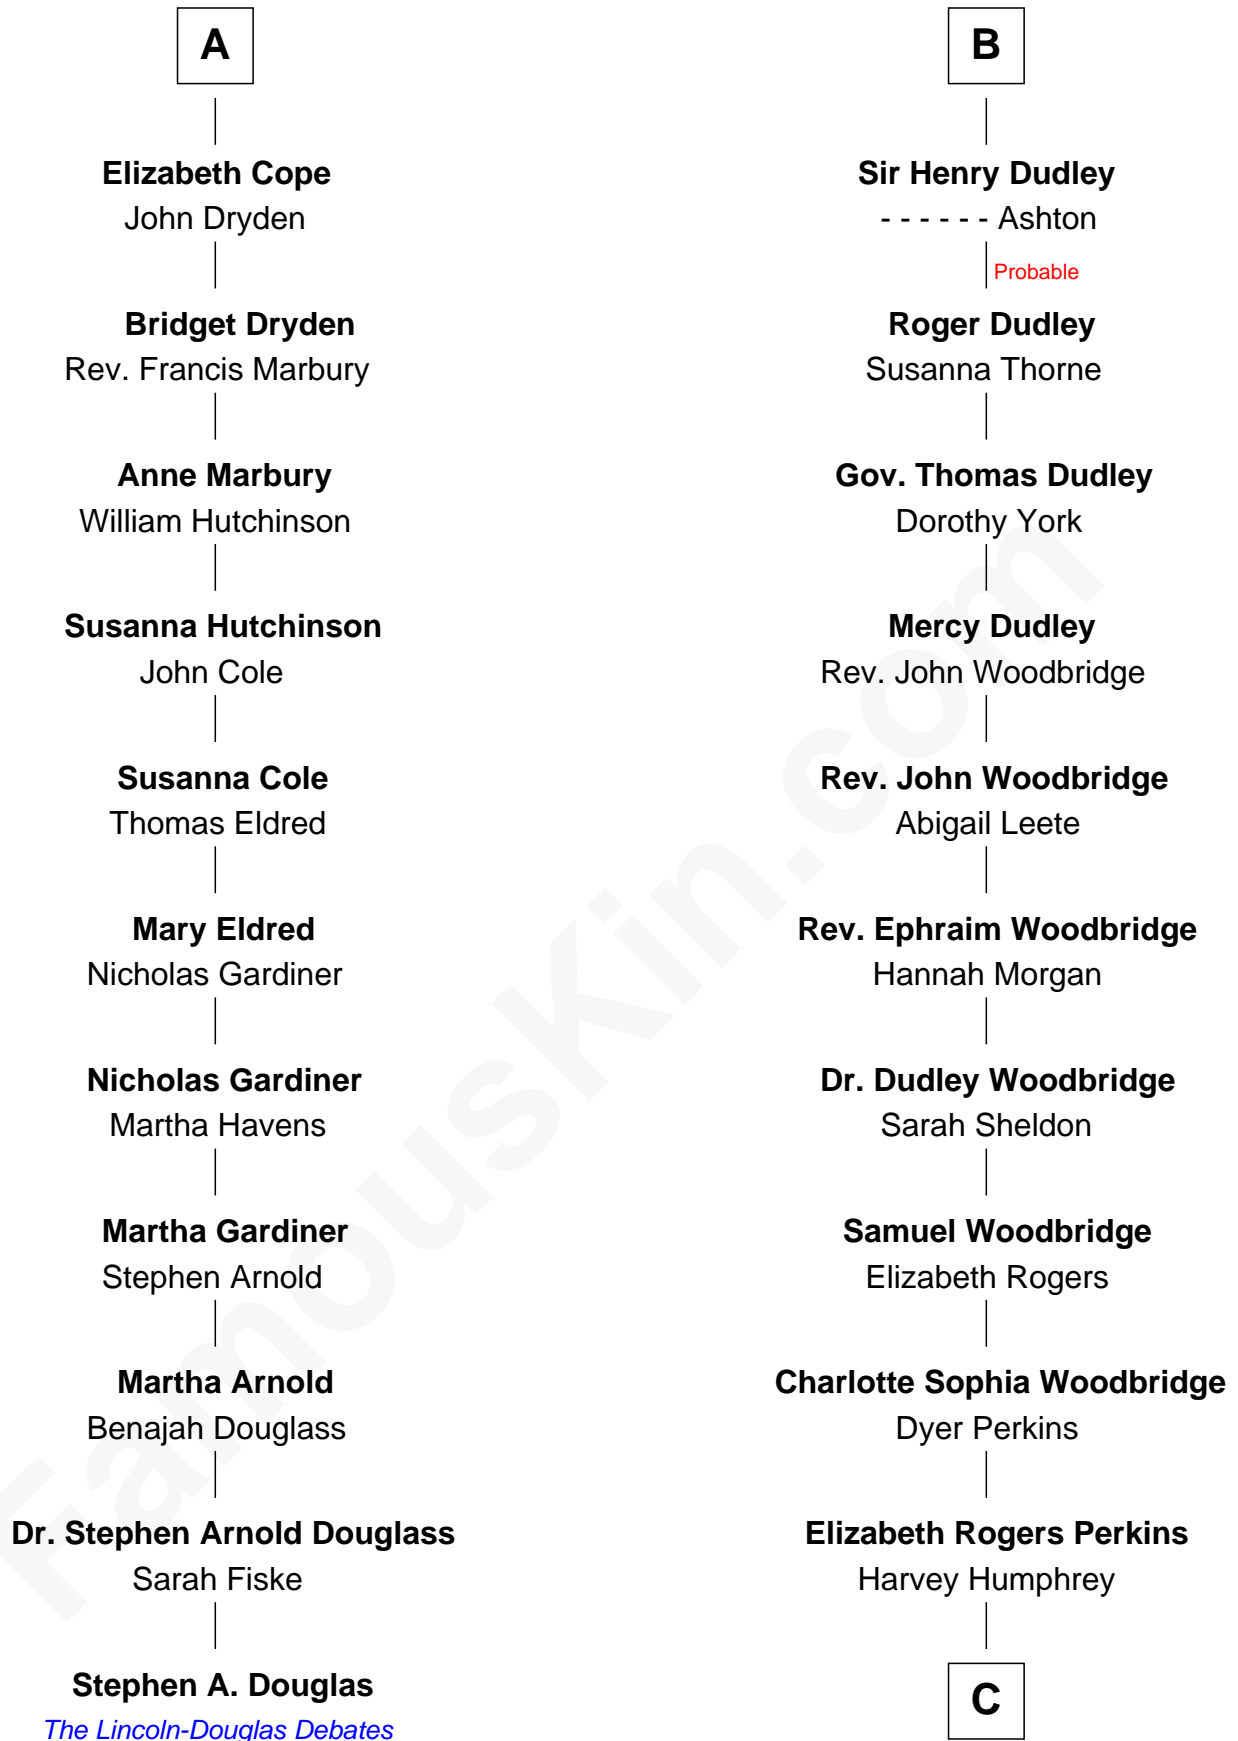 A
Elizabeth Cope
John Dryden
Bridget Dryden
Rev. Francis Marbury
Anne Marbury
William Hutchinson
Susanna Hutchinson
John Cole
Susanna Cole
Thomas Eldred
Mary Eldred
Nicholas Gardiner
Nicholas Gardiner
Martha Havens
Martha Gardiner
Stephen Arnold
Martha Arnold
Benajah Douglass
Dr. Stephen Arnold Douglass
Sarah Fiske
Stephen A. Douglas
The Lincoln-Douglas Debates
B
Sir Henry Dudley
- - - - - - Ashton
Probable
Roger Dudley
Susanna Thorne
Gov. Thomas Dudley
Dorothy York
Mercy Dudley
Rev. John Woodbridge
Rev. John Woodbridge
Abigail Leete
Rev. Ephraim Woodbridge
Hannah Morgan
Dr. Dudley Woodbridge
Sarah Sheldon
Samuel Woodbridge
Elizabeth Rogers
Charlotte Sophia Woodbridge
Dyer Perkins
Elizabeth Rogers Perkins
Harvey Humphrey
C
FamousKin.com